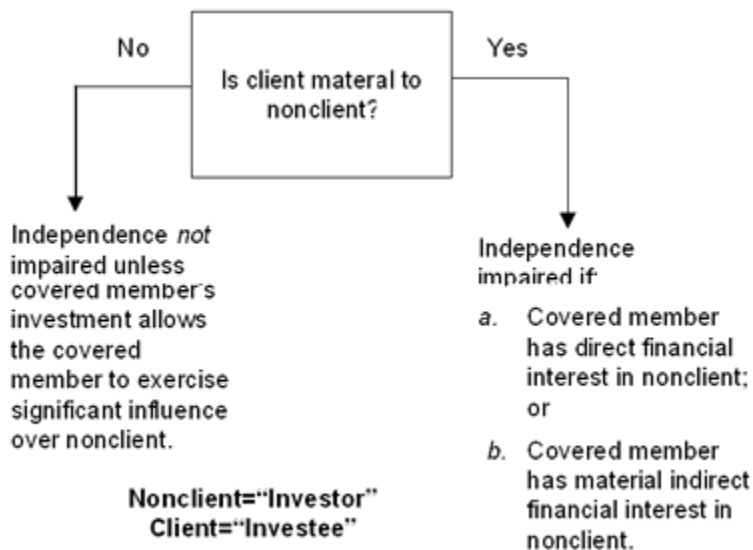 No
Yes
Is client materal to
nonclient?
Independence not
impaired unless
covered member's
investment allows
the covered
member to exercise
significant influence
over nonclient.
Independence
impaired if:
a. Covered member
has direct financial
interest in nonclient;
or
b. Covered member
has material indirect
financial interest in
nonclient.
Nonclient=“Investor”
Client=“Investee”